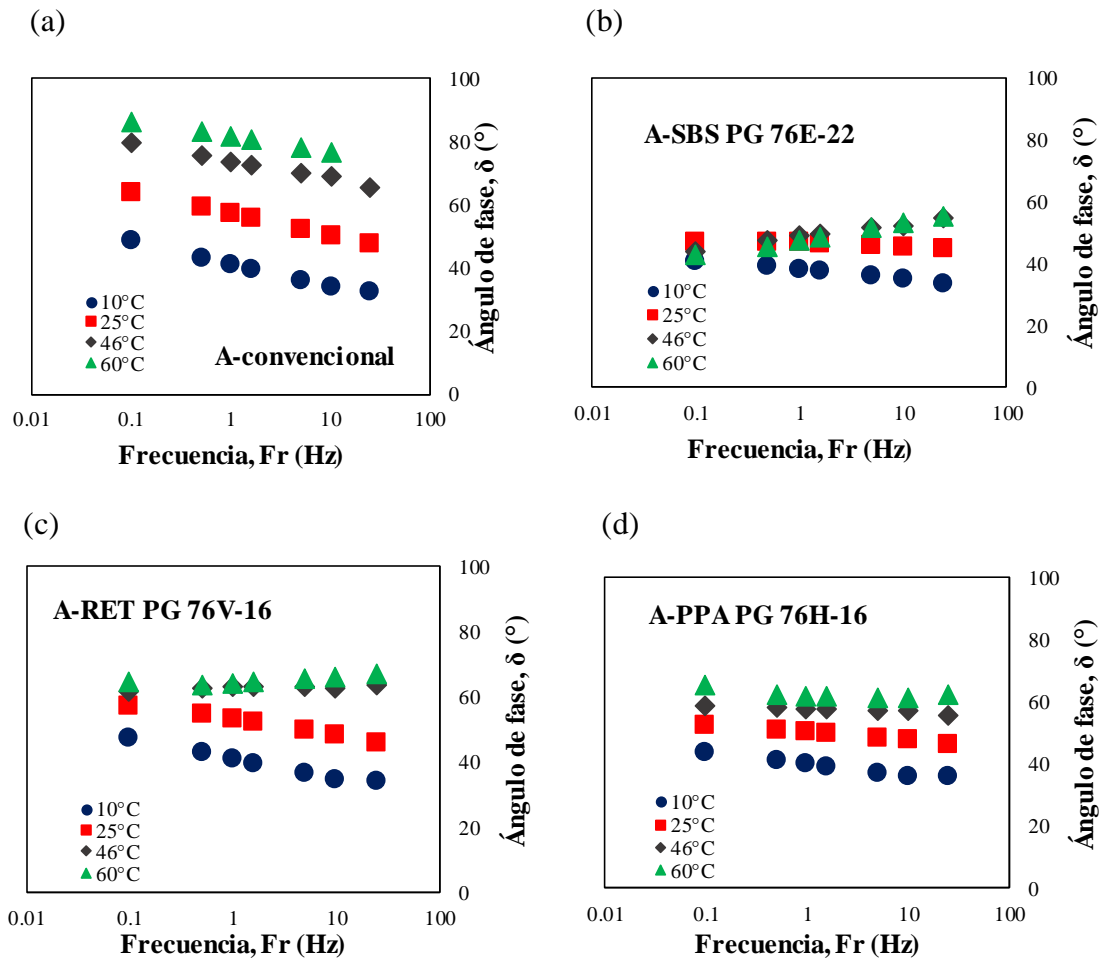 (a)
100
80
60
40
20
0
Ángulo de fase, δ (°)
10°C
25°C
46°C
60°C
A-convencional
0.01 0.1 1 10 100
Frecuencia, Fr (Hz)
(b)
A-SBS PG 76E-22
100
80
60
40
20
0
Ángulo de fase, δ (°)
10°C
25°C
46°C
60°C
0.01 0.1 1 10 100
Frecuencia, Fr (Hz)
(c)
A-RET PG 76V-16
100
80
60
40
20
0
Ángulo de fase, δ (°)
10°C
25°C
46°C
60°C
0.01 0.1 1 10 100
Frecuencia, Fr (Hz)
(d)
A-PPA PG 76H-16
100
80
60
40
20
0
Ángulo de fase, δ (°)
10°C
25°C
46°C
60°C
0.01 0.1 1 10 100
Frecuencia, Fr (Hz)